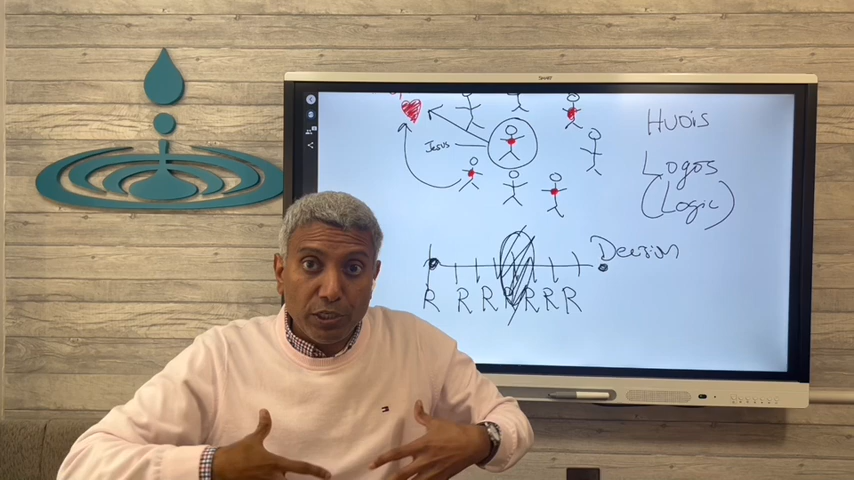 Jesus
Huois
Logos
(Logic)
Decision
R R R R R R R